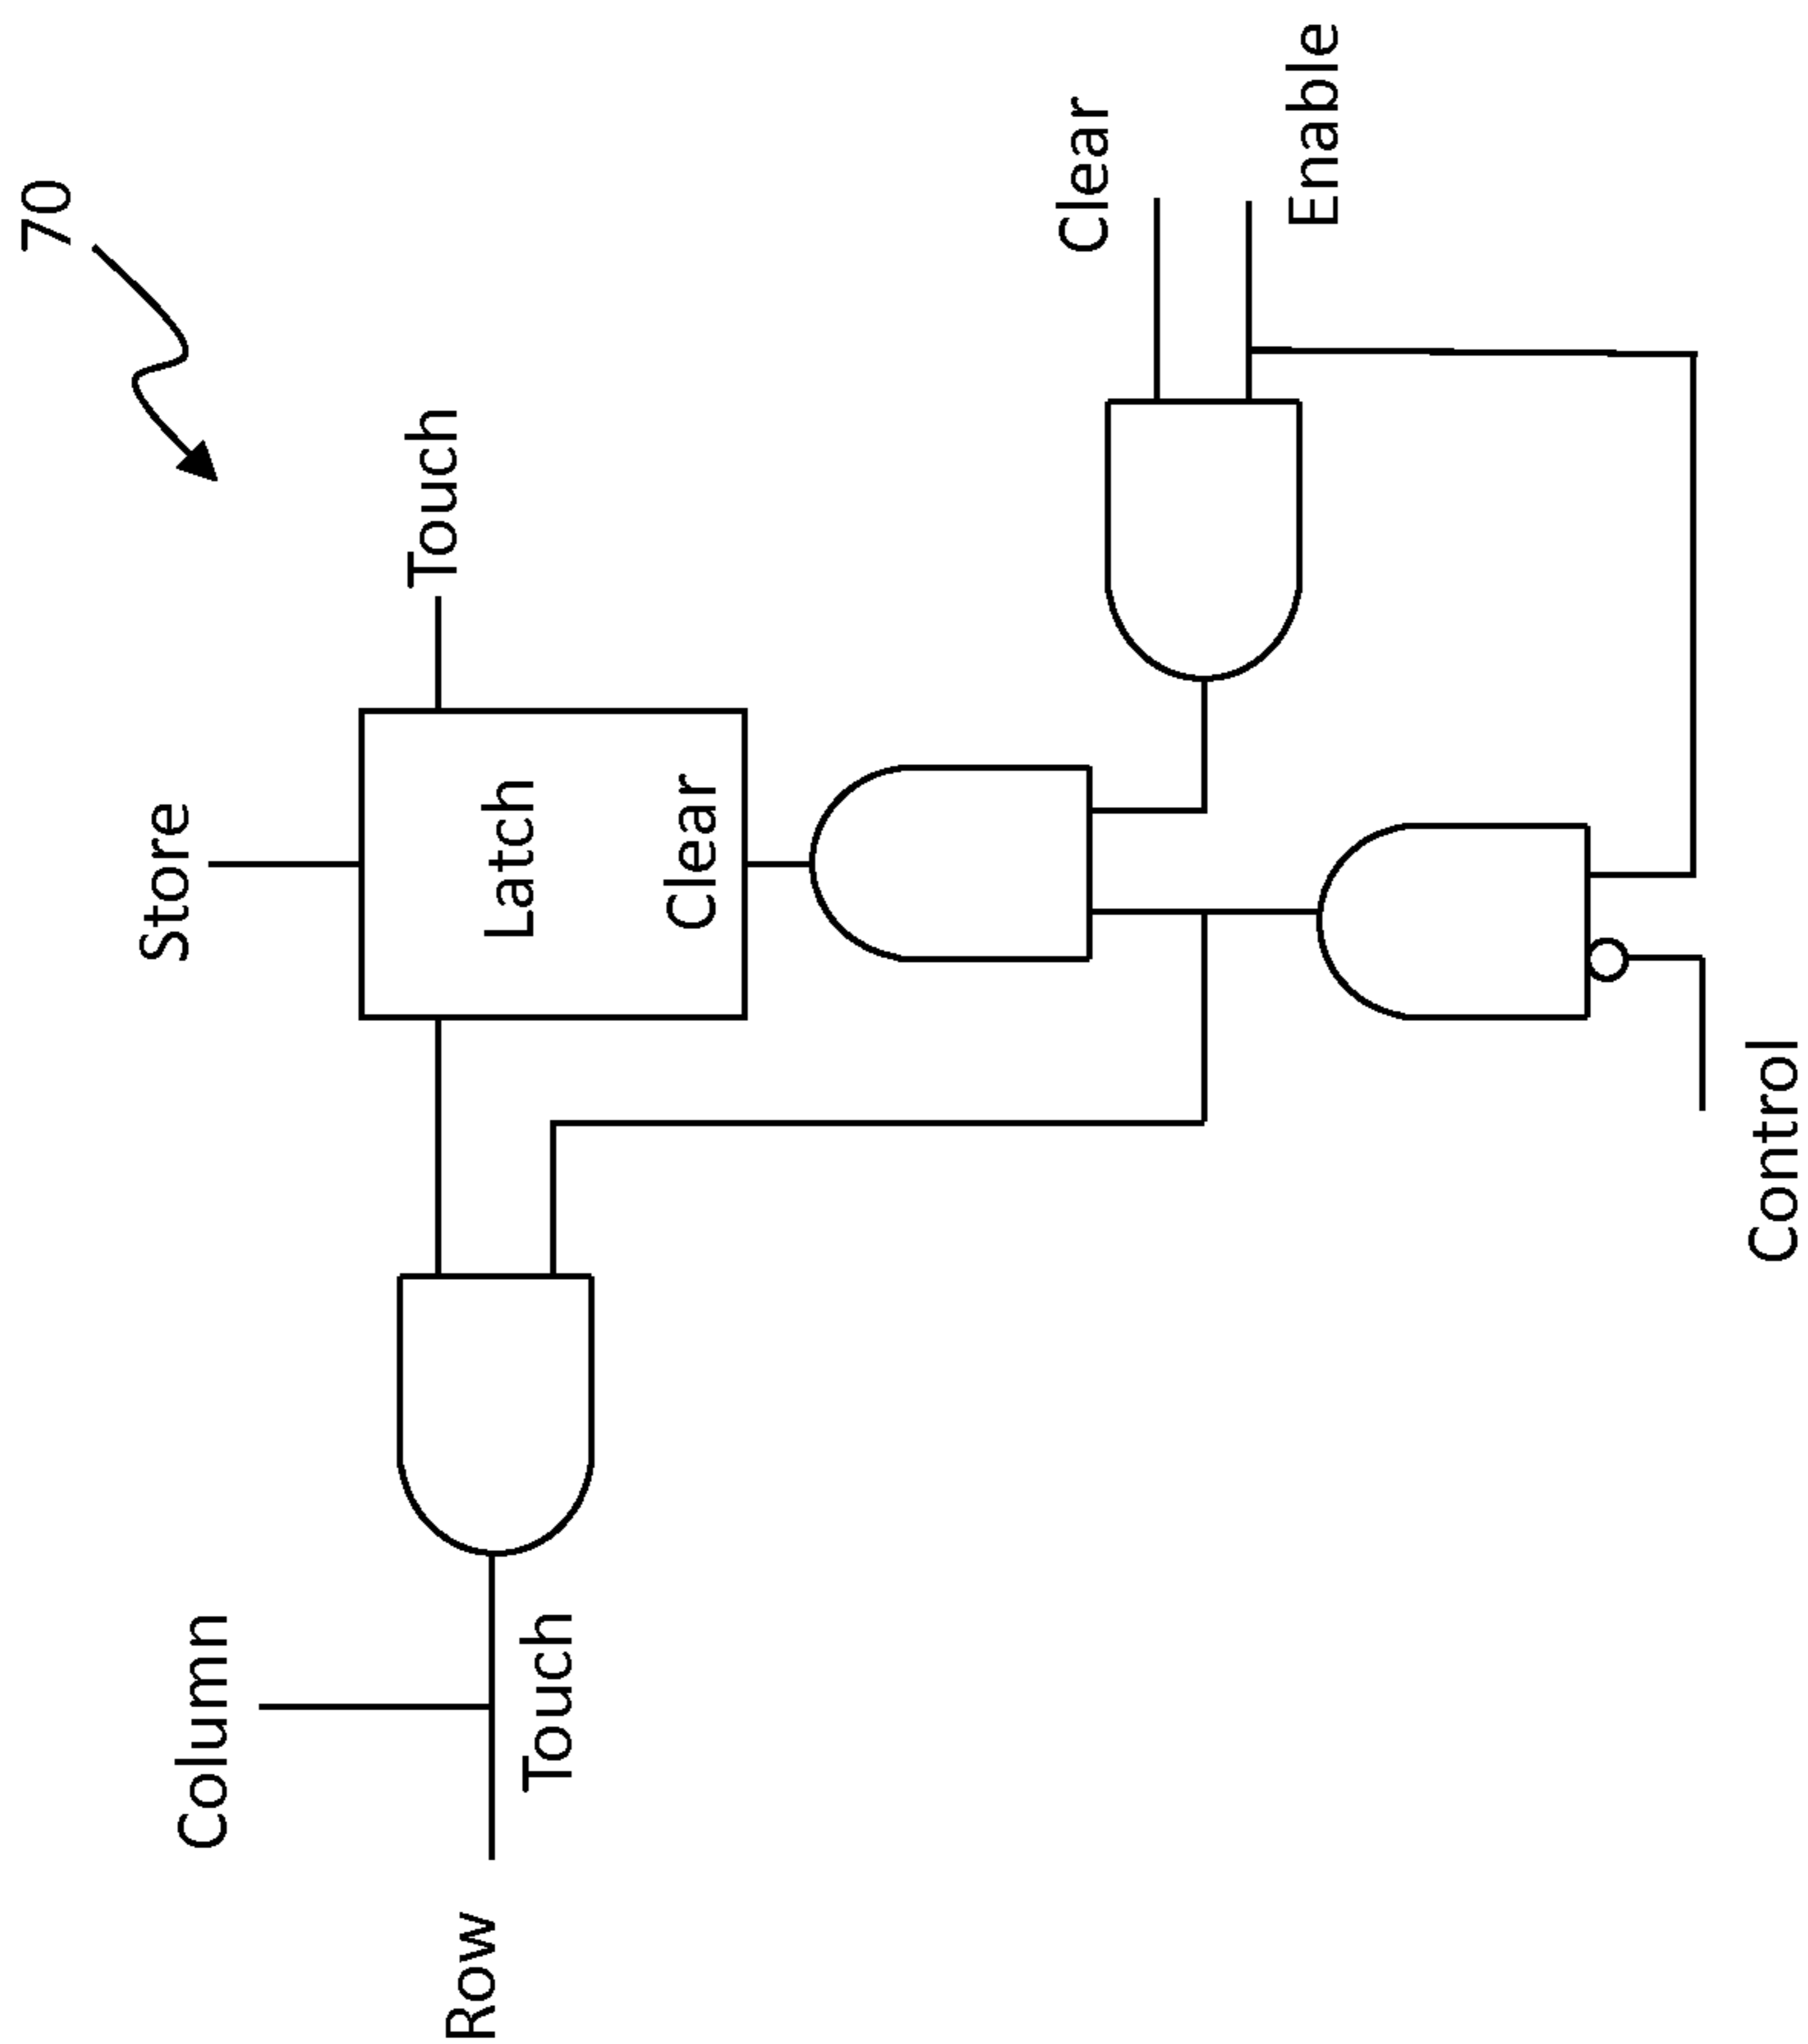 70
Column
Store
Row
Touch
Touch
Latch
Clear
Clear
Enable
Control